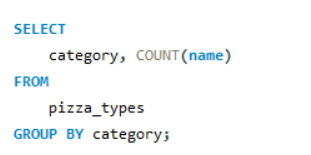 SELECT
    category, COUNT(name)
FROM
    pizza_types
GROUP BY category;